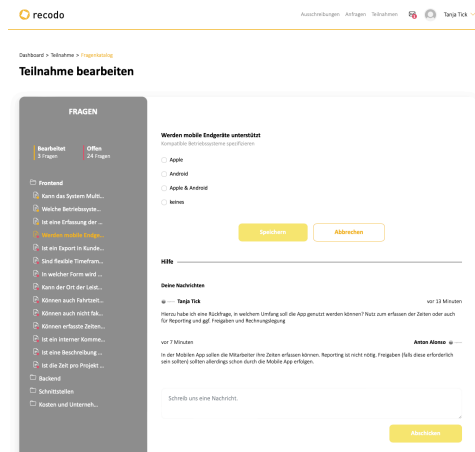 recodo
Ausschreibungen Anfragen Teilnahmen
Tanja Tick
Dashboard > Teilnahme > Fragenkatalog
Teilnahme bearbeiten
FRAGEN
Bearbeitet
3 Fragen
Offen
24 Fragen
Frontend
Kann das System Multi...
Welche Betriebssyste...
Ist eine Erfassung der ...
Werden mobile Endge...
Ist ein Export in Kunde...
Sind flexible Timefram...
In welcher Form wird ...
Kann der Ort der Leist...
Können auch Fahrtzeit...
Können auch nicht fak...
Können erfasste Zeiten...
Ist ein interner Komme...
Ist eine Beschreibung ...
Ist die Zeit pro Projekt ...
Backend
Schnittstellen
Kosten und Unterneh...
Werden mobile Endgeräte unterstützt
Kompatible Betriebssysteme spezifizieren
Apple
Android
Apple & Android
keines
Speichern
Abbrechen
Hilfe
Deine Nachrichten
Tanja Tick
vor 13 Minuten
Hierzu habe ich eine Rückfrage, in welchem Umfang soll die App genutzt werden können? Nutz zum erfassen der Zeiten oder auch
für Reporting und ggf. Freigaben und Rechnungslegung
vor 7 Minuten
Anton Alonso
In der Mobilen App sollen die Mitarbeiter ihre Zeiten erfassen können. Reporting ist nicht nötig. Freigaben (falls diese erforderlich
sein sollten) sollten allerdings schon durch die Mobile App erfolgen.
Schreib uns eine Nachricht.
Abschicken